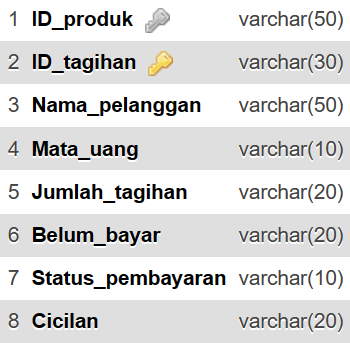 1 ID_produk varchar(50)
2 ID_tagihan varchar(30)
3 Nama_pelanggan varchar(50)
4 Mata_uang varchar(10)
5 Jumlah_tagihan varchar(20)
6 Belum_bayar varchar(20)
7 Status_pembayaran varchar(10)
8 Cicilan varchar(20)